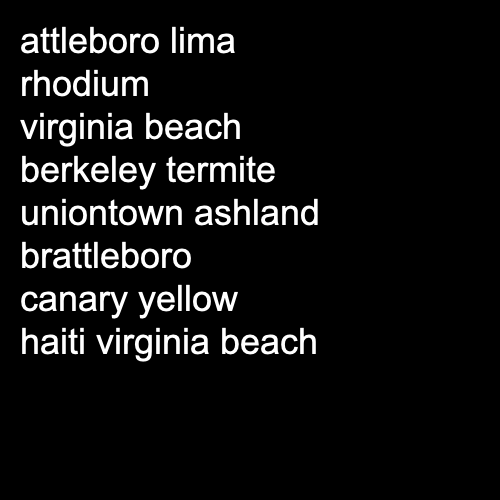 attleboro lima
rhodium
virginia beach
berkeley termite
uniontown ashland
brattleboro
canary yellow
haiti virginia beach